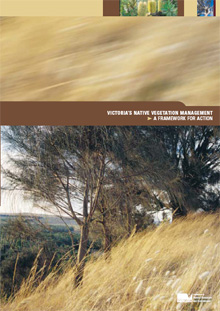 VICTORIA'S NATIVE VEGETATION MANAGEMENT
A FRAMEWORK FOR ACTION